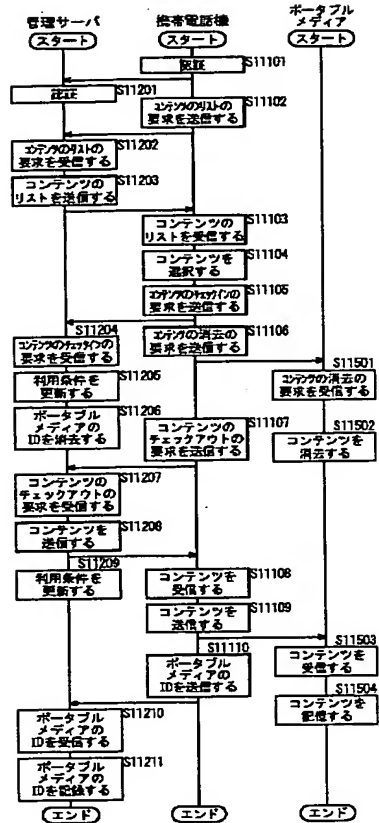 管理サーバ
スタート
認証
S11201
コンテンツのリストの
要求を受信する
S11202
コンテンツの
リストを送信する
S11203
コンテンツのチェックインの
要求を受信する
S11204
利用条件を
更新する
S11205
ポータブル
メディアの
IDを消去する
S11206
コンテンツの
チェックアウトの
要求を受信する
S11207
コンテンツを
送信する
S11208
利用条件を
更新する
S11209
ポータブル
メディアの
IDを受信する
S11210
ポータブル
メディアの
IDを記録する
S11211
エンド
携帯電話機
スタート
認証
S11101
コンテンツのリストの
要求を送信する
S11102
コンテンツの
リストを受信する
S11103
コンテンツを
選択する
S11104
コンテンツのチェックインの
要求を送信する
S11105
コンテンツの消去の
要求を送信する
S11106
コンテンツの
チェックアウトの
要求を送信する
S11107
コンテンツを
受信する
S11108
コンテンツを
送信する
S11109
ポータブル
メディアの
IDを送信する
S11110
エンド
ポータブル
メディア
スタート
コンテンツの消去の
要求を受信する
S11501
コンテンツを
消去する
S11502
コンテンツを
受信する
S11503
コンテンツを
記憶する
S11504
エンド